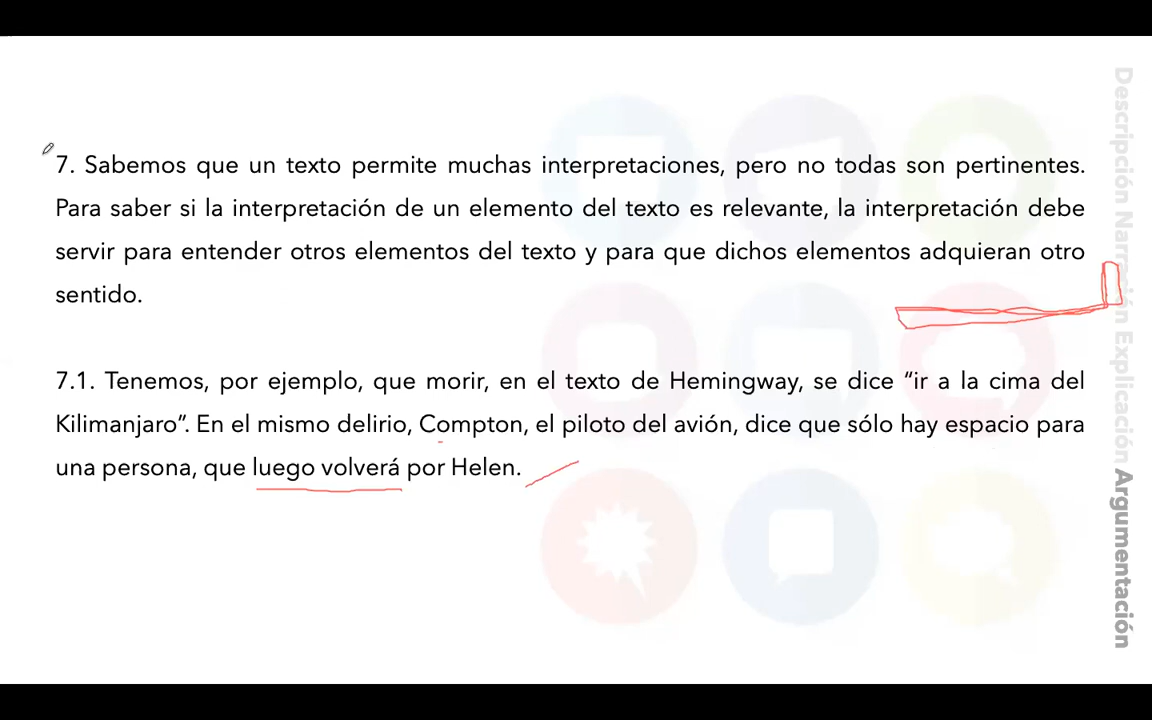 7. Sabemos que un texto permite muchas interpretaciones, pero no todas son pertinentes.
Para saber si la interpretación de un elemento del texto es relevante, la interpretación debe
servir para entender otros elementos del texto y para que dichos elementos adquieran otro
sentido.
7.1. Tenemos, por ejemplo, que morir, en el texto de Hemingway, se dice “ir a la cima del
Kilimanjaro”. En el mismo delirio, Compton, el piloto del avión, dice que sólo hay espacio para
una persona, que luego volverá por Helen.
Descripción Narración Explicación Argumentación